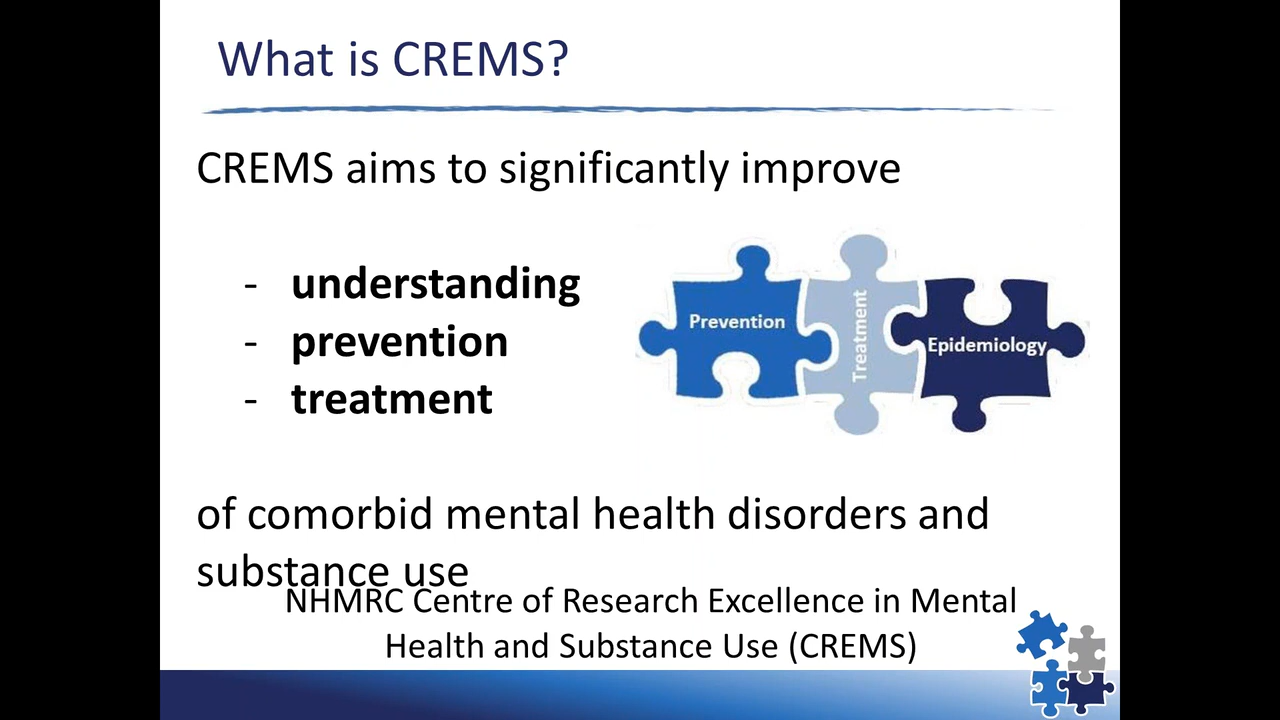 What is CREMS?
CREMS aims to significantly improve
- understanding
- prevention
- treatment
Prevention
Treatment
Epidemiology
of comorbid mental health disorders and
substance use
NHMRC Centre of Research Excellence in Mental
Health and Substance Use (CREMS)